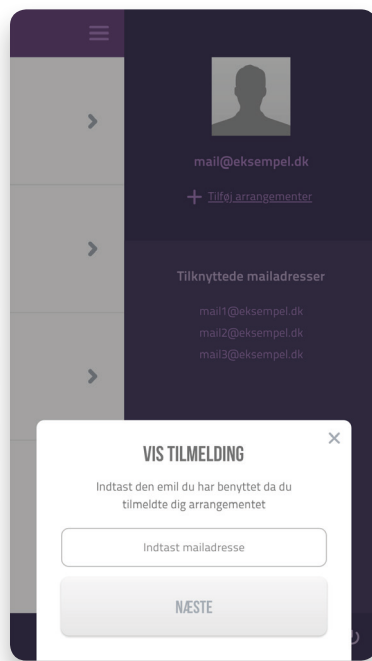 mail@eksempel.dk
Tilføj arrangementer
Tilknyttede mailadresser
mail1@eksempel.dk
mail2@eksempel.dk
mail3@eksempel.dk
VIS TILMELDING
Indtast den emil du har benyttet da du
tilmeldte dig arrangementet
Indtast mailadresse
NÆSTE